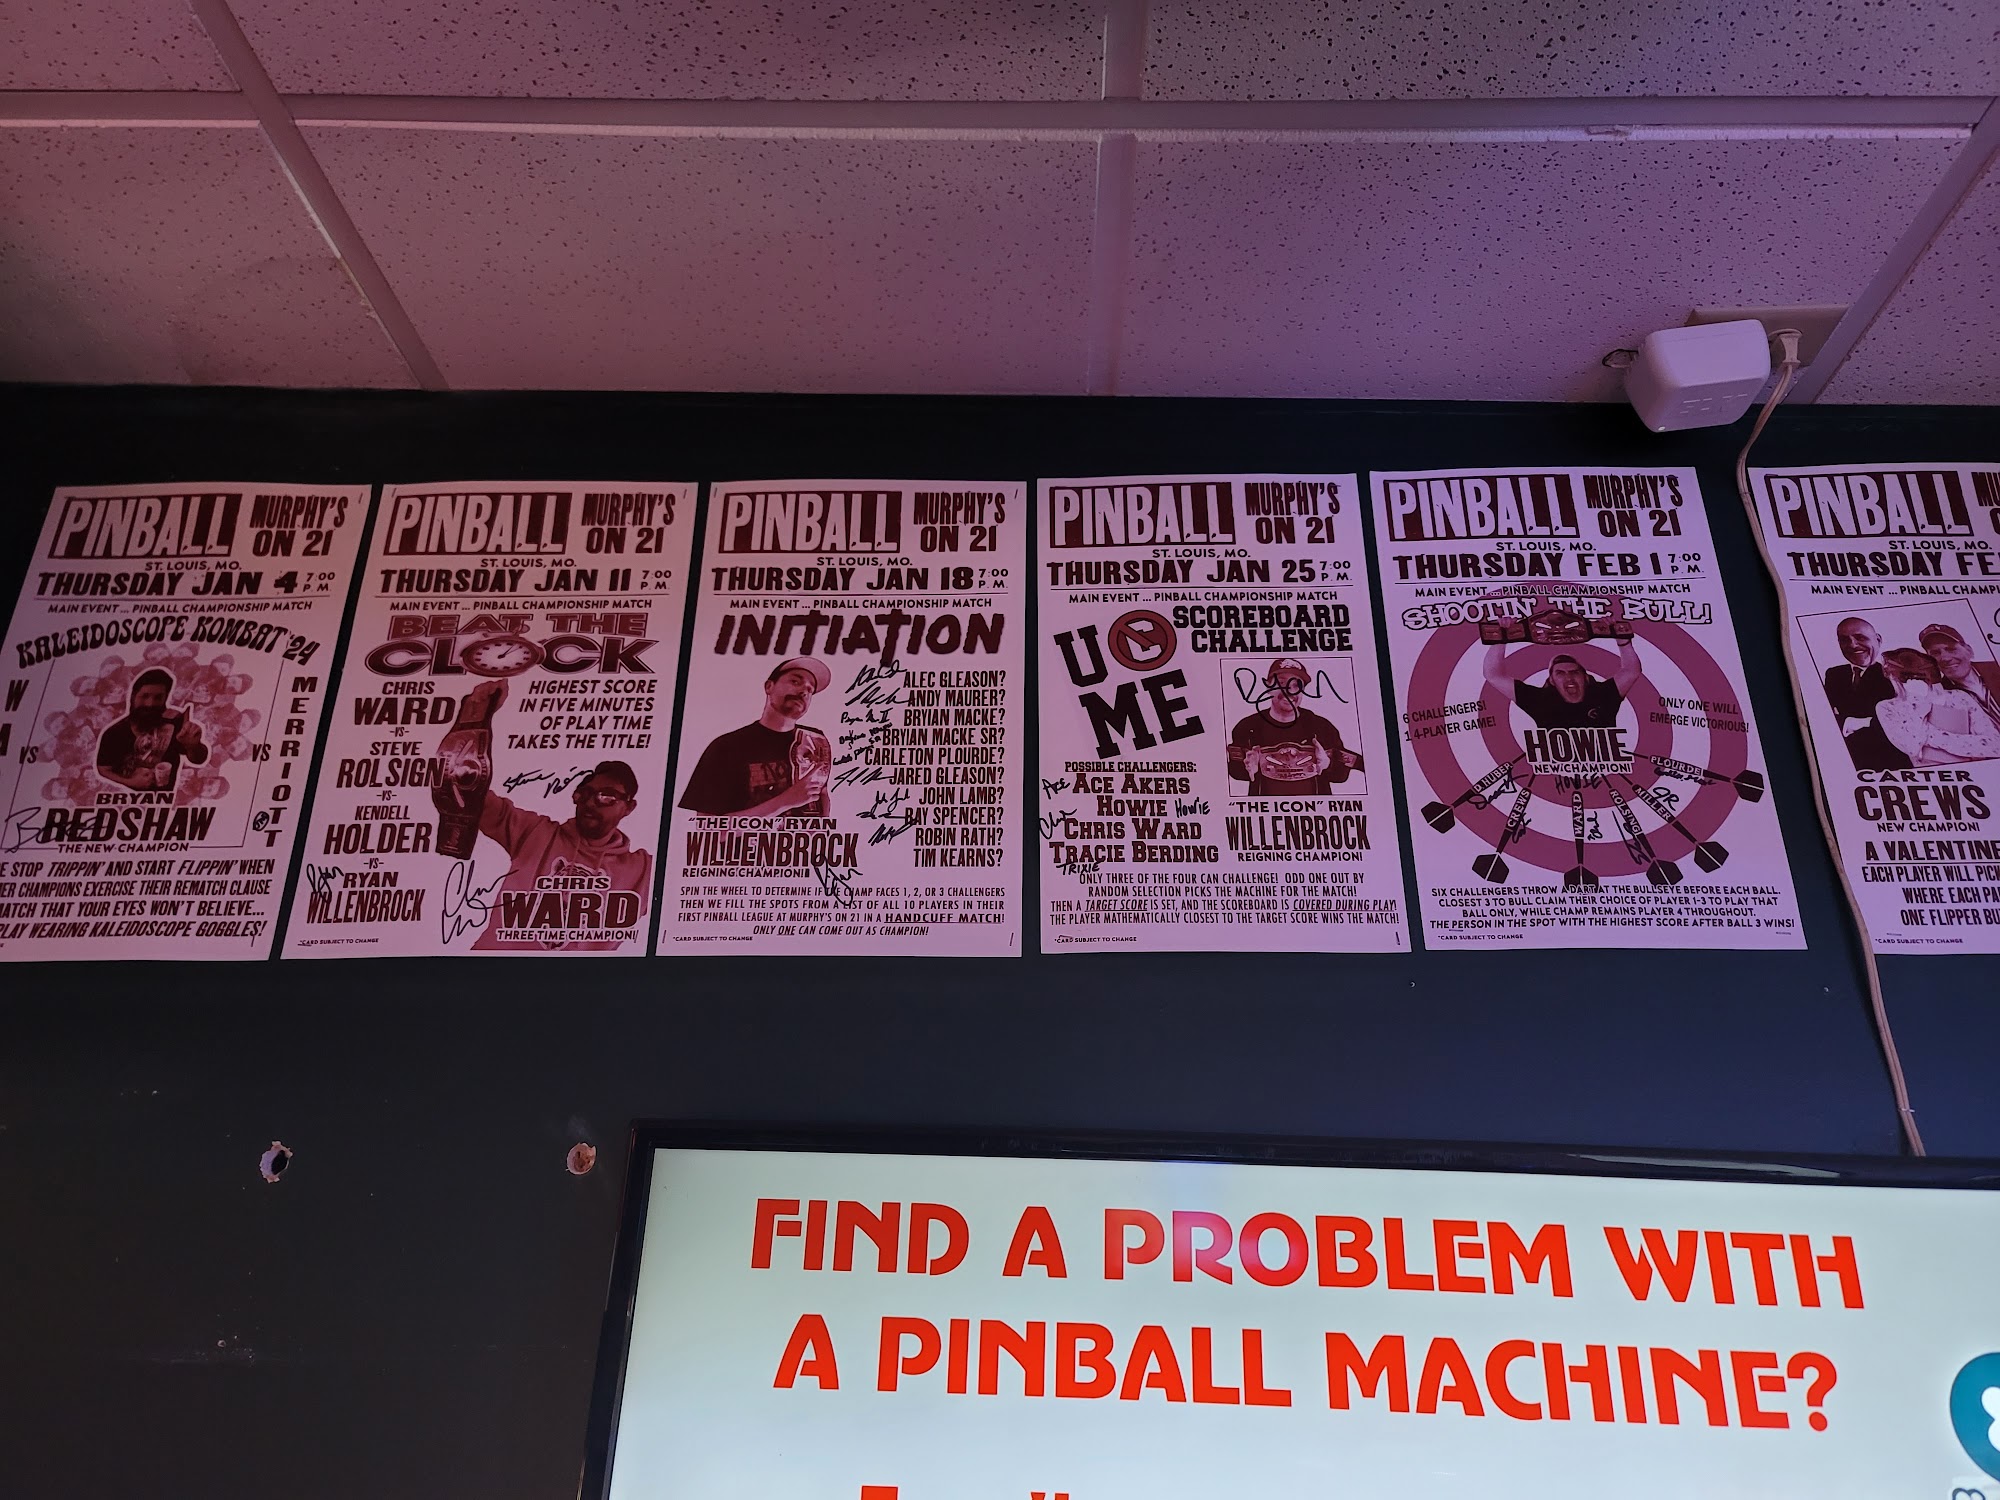 PINBALL
MURPHY'S
ON 21
ST. LOUIS, MO.
THURSDAY JAN 4 7:00 P.M.
MAIN EVENT ... PINBALL CHAMPIONSHIP MATCH
KALEIDOSCOPE KOMBAT '24
W
VS
VS
MERRIOTT
BRYAN
REDSHAW
THE NEW CHAMPION
STOP TRIPPIN' AND START FLIPPIN' WHEN
CHAMPIONS EXERCISE THEIR REMATCH CLAUSE
MATCH THAT YOUR EYES WON'T BELIEVE...
PLAY WEARING KALEIDOSCOPE GOGGLES!
PINBALL
MURPHY'S
ON 21
ST. LOUIS, MO.
THURSDAY JAN 11 7:00 P.M.
MAIN EVENT ... PINBALL CHAMPIONSHIP MATCH
BEAT THE
CLOCK
CHRIS
WARD
-VS-
STEVE
ROLSIGN
-VS-
KENDELL
HOLDER
-VS-
RYAN
WILLENBROCK
HIGHEST SCORE
IN FIVE MINUTES
OF PLAY TIME
TAKES THE TITLE!
CHRIS
WARD
THREE TIME CHAMPION!
*CARD SUBJECT TO CHANGE
PINBALL
MURPHY'S
ON 21
ST. LOUIS, MO.
THURSDAY JAN 18 7:00 P.M.
MAIN EVENT ... PINBALL CHAMPIONSHIP MATCH
INITIATION
ALEC GLEASON?
ANDY MAURER?
BRYIAN MACKE?
BRYIAN MACKE SR?
CARLETON PLOURDE?
JARED GLEASON?
JOHN LAMB?
RAY SPENCER?
ROBIN RATH?
TIM KEARNS?
"THE ICON" RYAN
WILLENBROCK
REIGNING CHAMPION!
SPIN THE WHEEL TO DETERMINE IF THE CHAMP FACES 1, 2, OR 3 CHALLENGERS
THEN WE FILL THE SPOTS FROM A LIST OF ALL 10 PLAYERS IN THEIR
FIRST PINBALL LEAGUE AT MURPHY'S ON 21 IN A HANDCUFF MATCH!
ONLY ONE CAN COME OUT AS CHAMPION!
*CARD SUBJECT TO CHANGE
PINBALL
MURPHY'S
ON 21
ST. LOUIS, MO.
THURSDAY JAN 25 7:00 P.M.
MAIN EVENT ... PINBALL CHAMPIONSHIP MATCH
U
ME
SCOREBOARD
CHALLENGE
Ryan
POSSIBLE CHALLENGERS:
ACE AKERS
HOWIE HOWIE
CHRIS WARD
TRACIE BERDING
TRIXIE
"THE ICON" RYAN
WILLENBROCK
REIGNING CHAMPION!
ONLY THREE OF THE FOUR CAN CHALLENGE! ODD ONE OUT BY
RANDOM SELECTION PICKS THE MACHINE FOR THE MATCH!
THEN A TARGET SCORE IS SET, AND THE SCOREBOARD IS COVERED DURING PLAY!
THE PLAYER MATHEMATICALLY CLOSEST TO THE TARGET SCORE WINS THE MATCH!
*CARD SUBJECT TO CHANGE
PINBALL
MURPHY'S
ON 21
ST. LOUIS, MO.
THURSDAY FEB 1 7:00 P.M.
MAIN EVENT ... PINBALL CHAMPIONSHIP MATCH
SHOOTIN' THE BULL!
6 CHALLENGERS!
1 4-PLAYER GAME!
ONLY ONE WILL
EMERGE VICTORIOUS!
HOWIE
NEW CHAMPION!
D. HUBER
CREWS
WARD
ROLSING
MILLER
PLOURDE
SIX CHALLENGERS THROW A DART AT THE BULLSEYE BEFORE EACH BALL.
CLOSEST 3 TO BULL CLAIM THEIR CHOICE OF PLAYER 1-3 TO PLAY THAT
BALL ONLY, WHILE CHAMP REMAINS PLAYER 4 THROUGHOUT.
THE PERSON IN THE SPOT WITH THE HIGHEST SCORE AFTER BALL 3 WINS!
*CARD SUBJECT TO CHANGE
PINBALL
MU
ON
ST. LOUIS, MO.
THURSDAY FE
MAIN EVENT ... PINBALL CHAMPI
CARTER
CREWS
NEW CHAMPION!
A VALENTINE
EACH PLAYER WILL PICK
WHERE EACH PA
ONE FLIPPER BU
FIND A PROBLEM WITH
A PINBALL MACHINE?